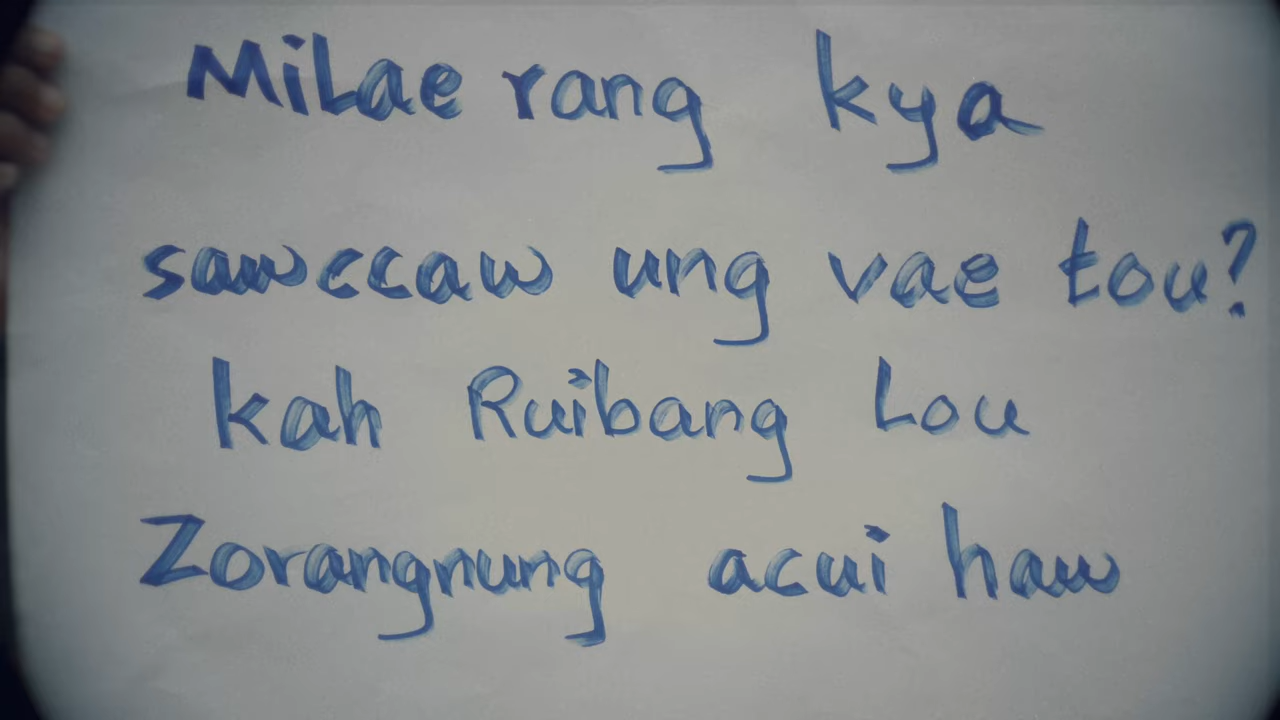 Milae rang kya
sawccaw ung vae tou?
kah Ruibang Lou
Zorangnung acui haw